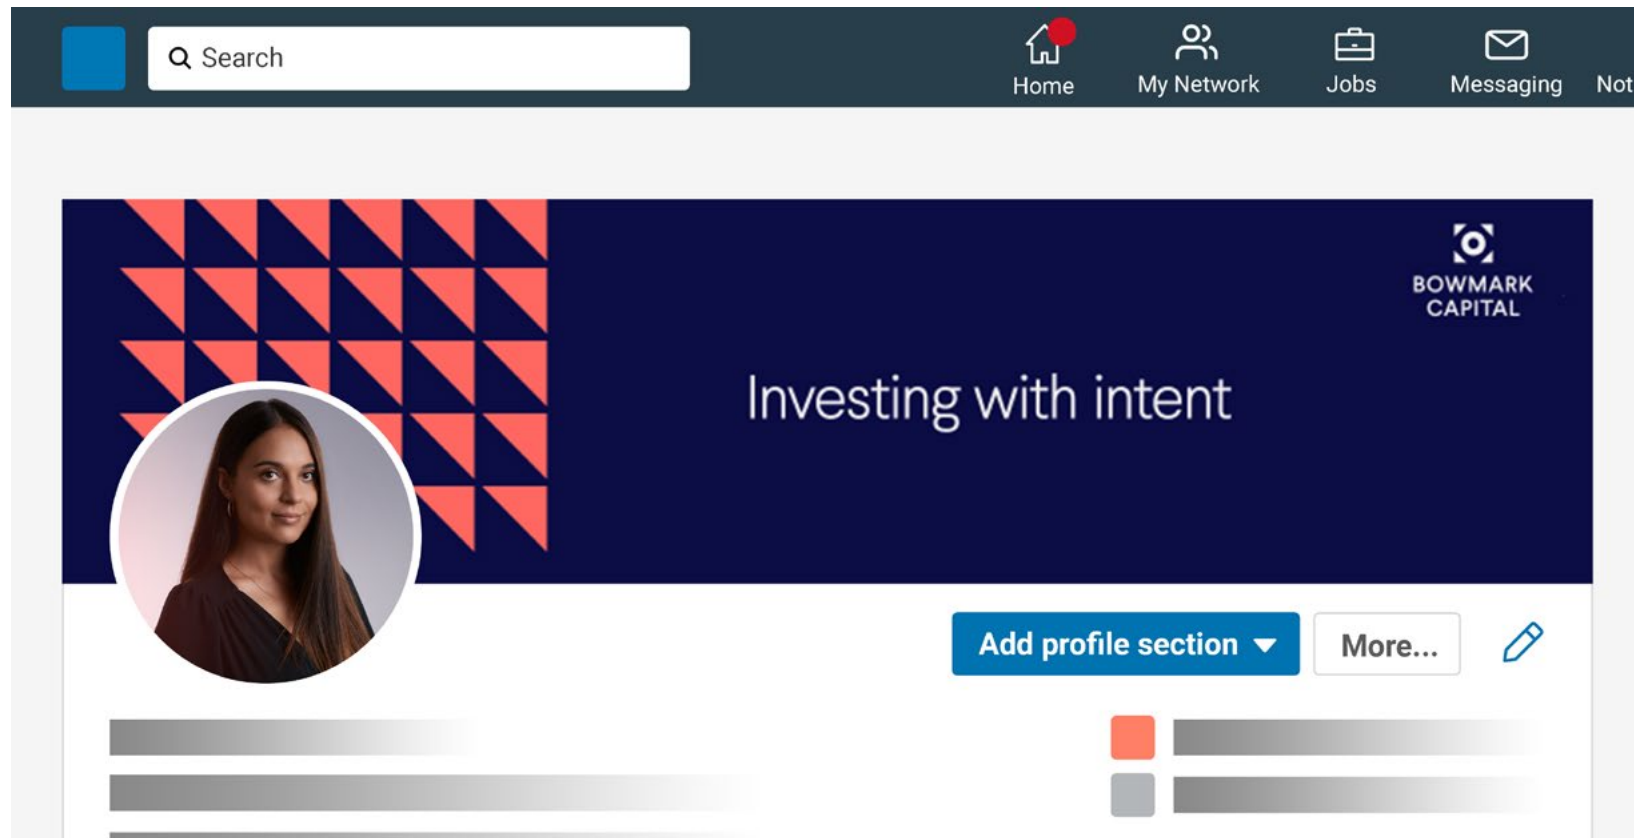 Search
Home
My Network
Jobs
Messaging
Not
BOWMARK
CAPITAL
Investing with intent
Add profile section
More...